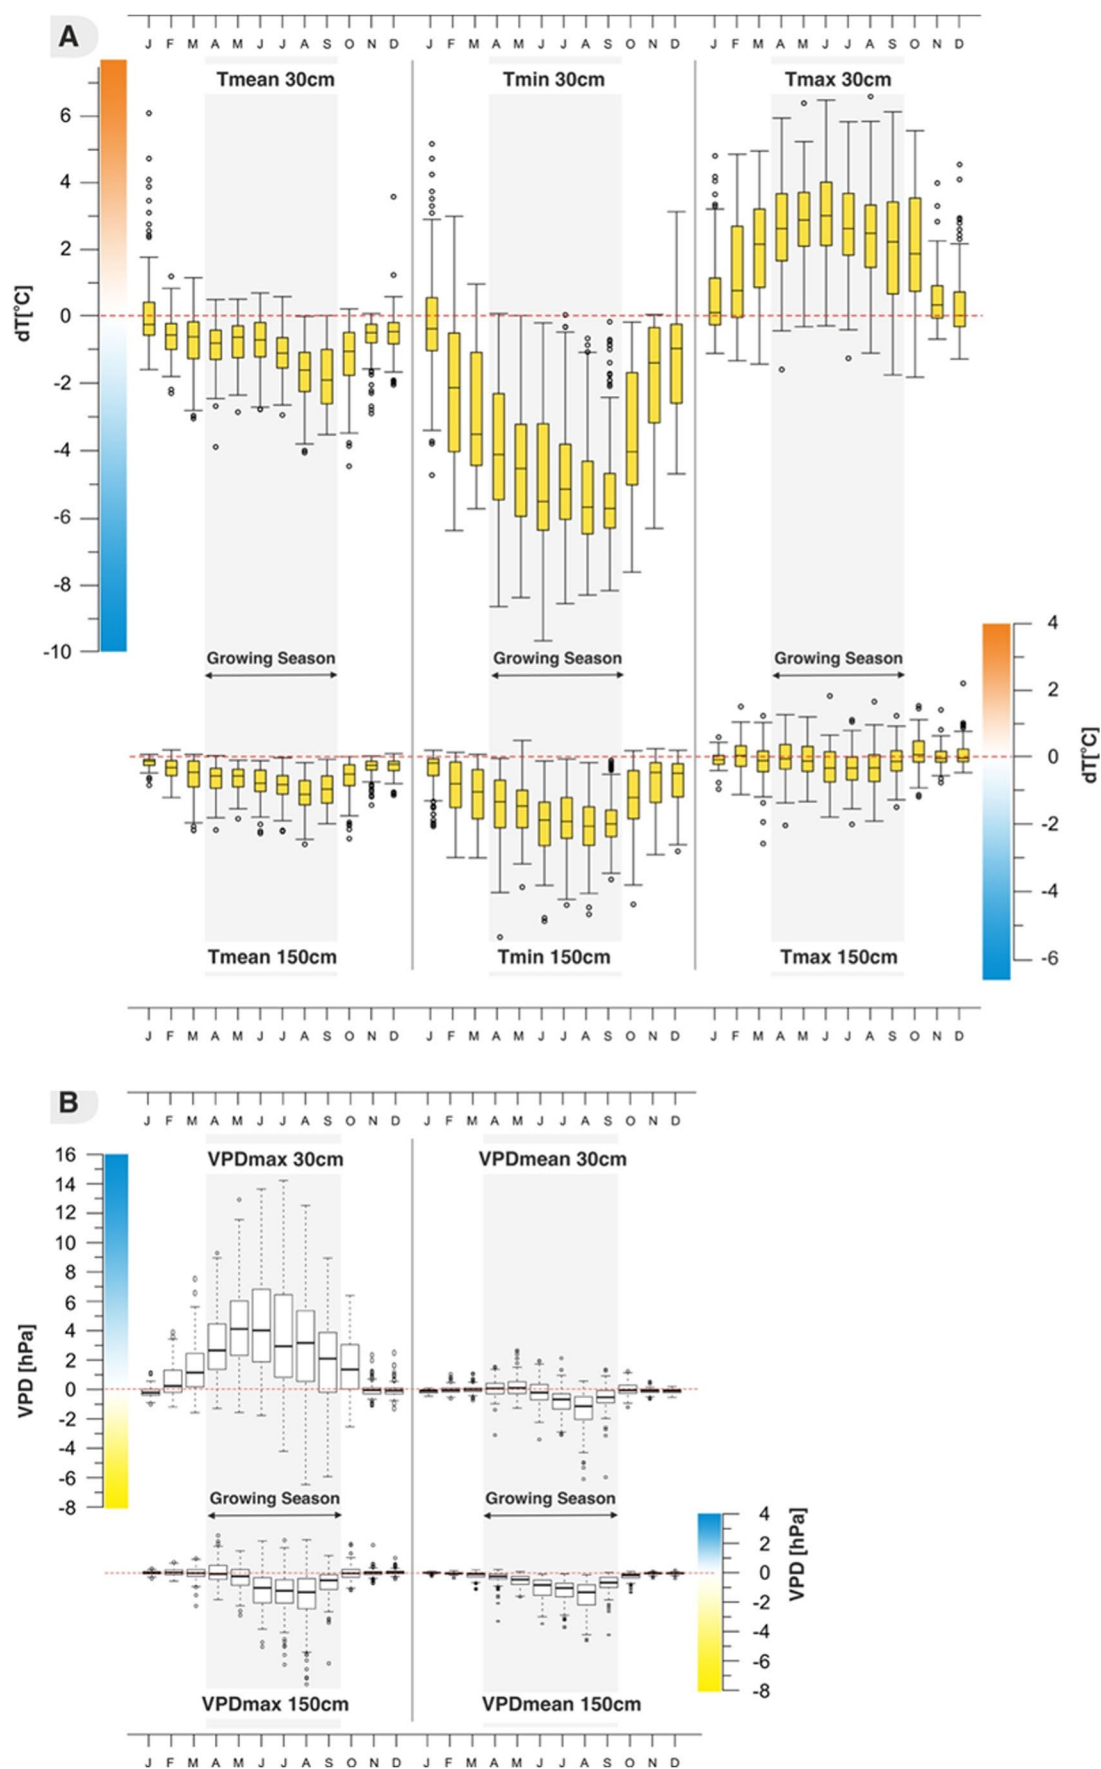 A
J F M A M J J A S O N D J F M A M J J A S O N D J F M A M J J A S O N D
Tmean 30cm Tmin 30cm Tmax 30cm
6
4
2
0
-2
-4
-6
-8
-10
dT[°C]
Growing Season Growing Season Growing Season
4
2
0
-2
-4
-6
dT[°C]
Tmean 150cm Tmin 150cm Tmax 150cm
J F M A M J J A S O N D J F M A M J J A S O N D J F M A M J J A S O N D
B
J F M A M J J A S O N D J F M A M J J A S O N D
VPDmax 30cm VPDmean 30cm
16
14
12
10
8
6
4
2
0
-2
-4
-6
-8
VPD [hPa]
Growing Season Growing Season
4
2
0
-2
-4
-6
-8
VPD [hPa]
VPDmax 150cm VPDmean 150cm
J F M A M J J A S O N D J F M A M J J A S O N D